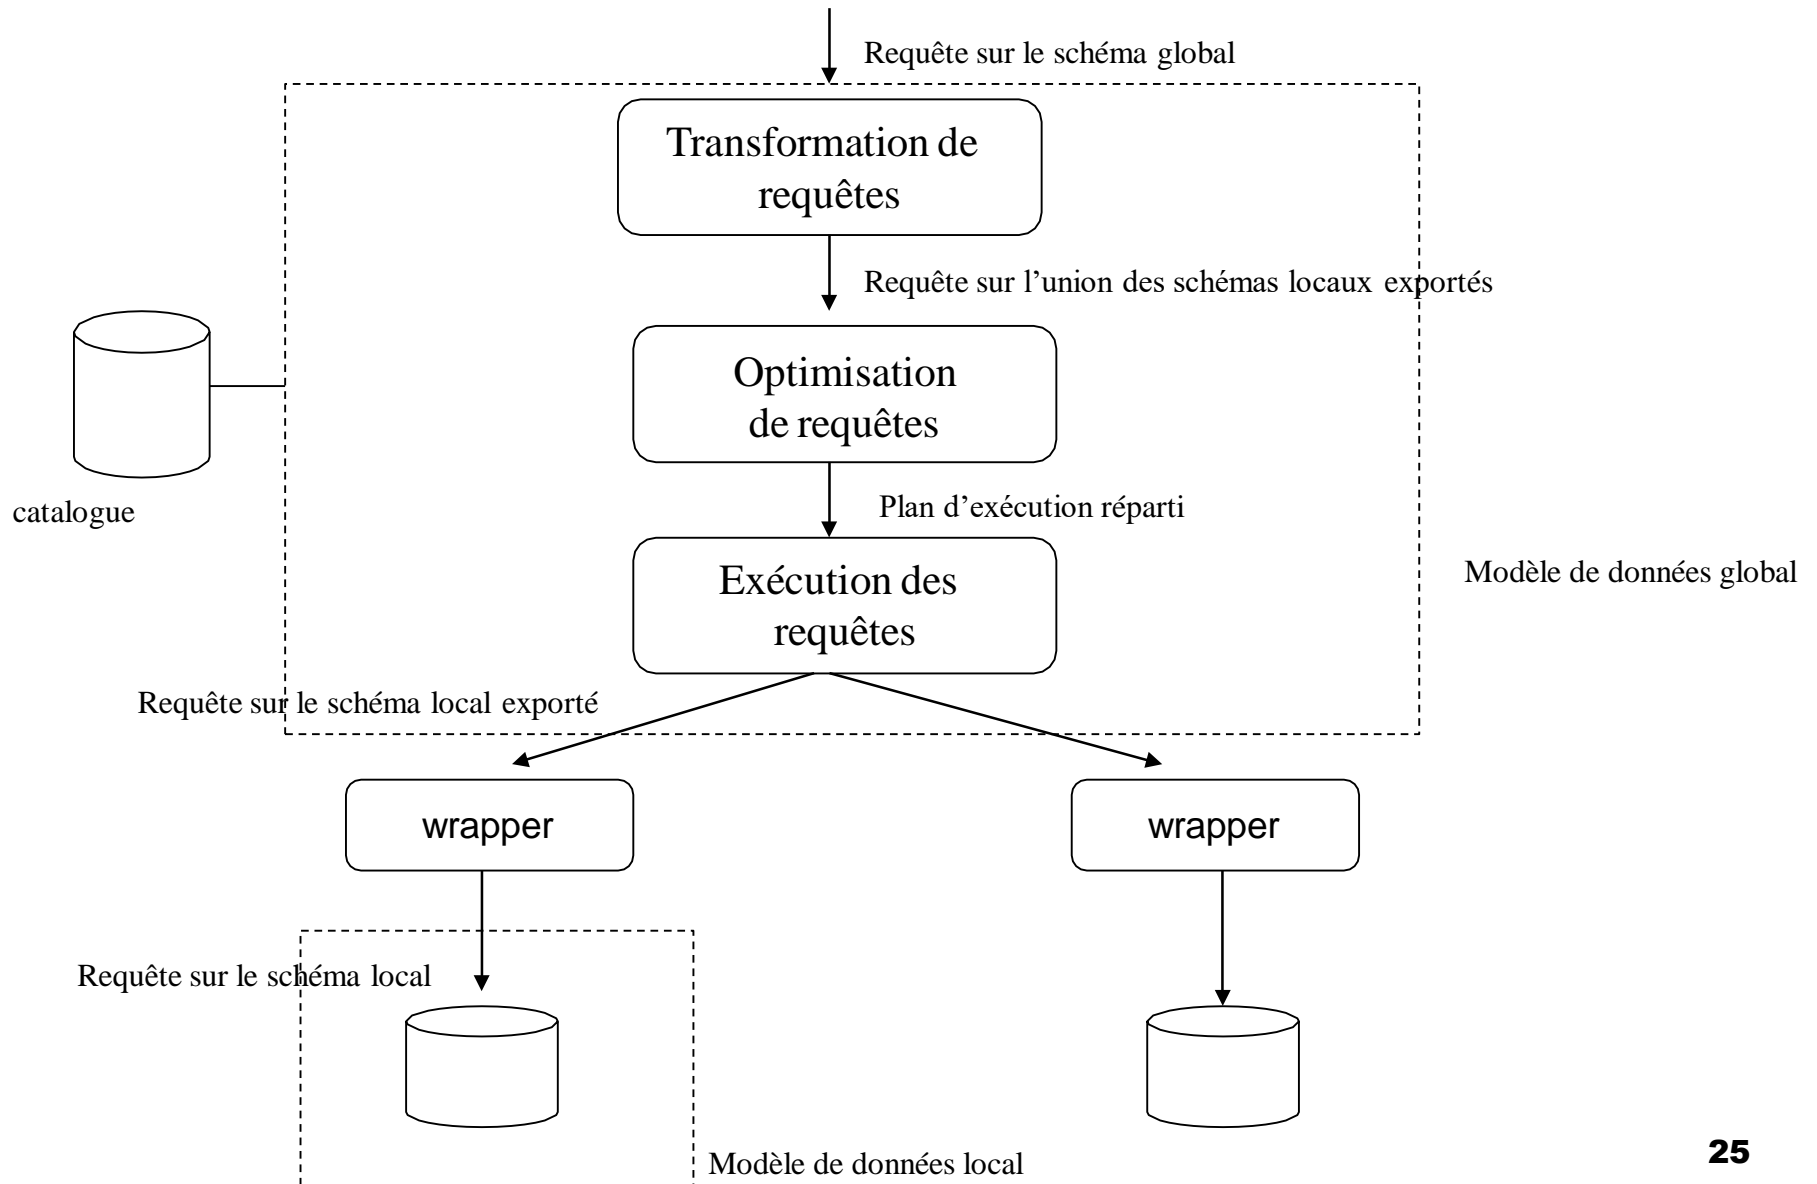 Requête sur le schéma global
Transformation de
requêtes
Requête sur l’union des schémas locaux exportés
Optimisation
de requêtes
catalogue
Plan d’exécution réparti
Exécution des
requêtes
Modèle de données global
Requête sur le schéma local exporté
wrapper
wrapper
Requête sur le schéma local
Modèle de données local
25